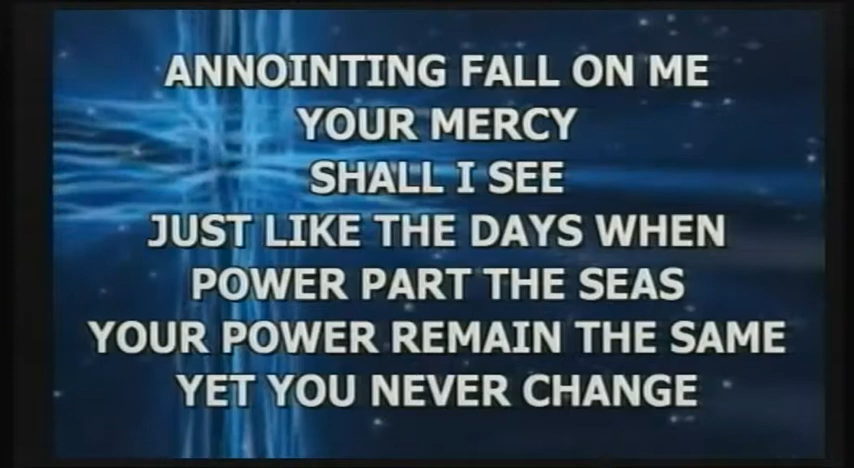 ANNOINTING FALL ON ME
YOUR MERCY
SHALL I SEE
JUST LIKE THE DAYS WHEN
POWER PART THE SEAS
YOUR POWER REMAIN THE SAME
YET YOU NEVER CHANGE